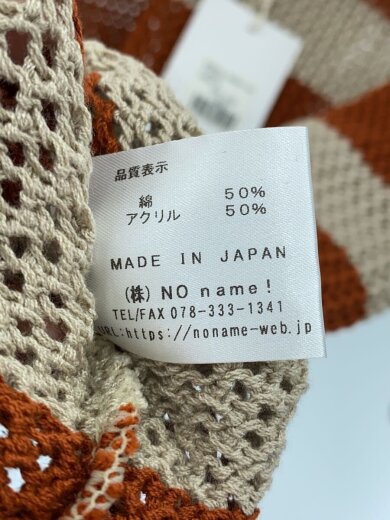 品質表示
綿 50%
アクリル 50%
MADE IN JAPAN
(株) NO name!
TEL/FAX 078-333-1341
URL:https://noname-web.jp